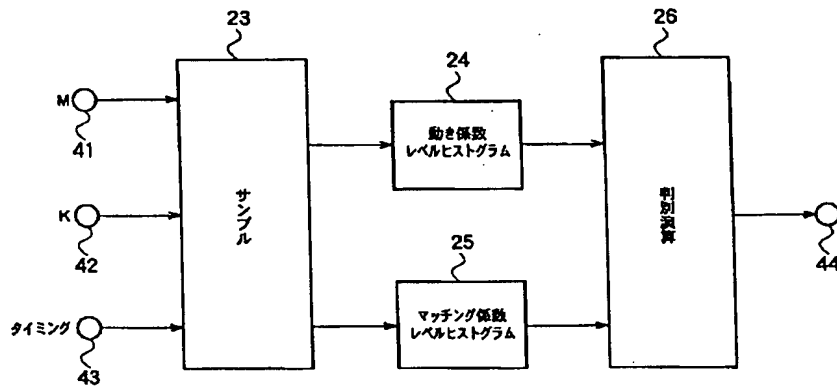 23
24
26
M
41
動き係数
レベルヒストグラム
サンプル
判別演算
K
42
44
25
マッチング係数
レベルヒストグラム
タイミング
43